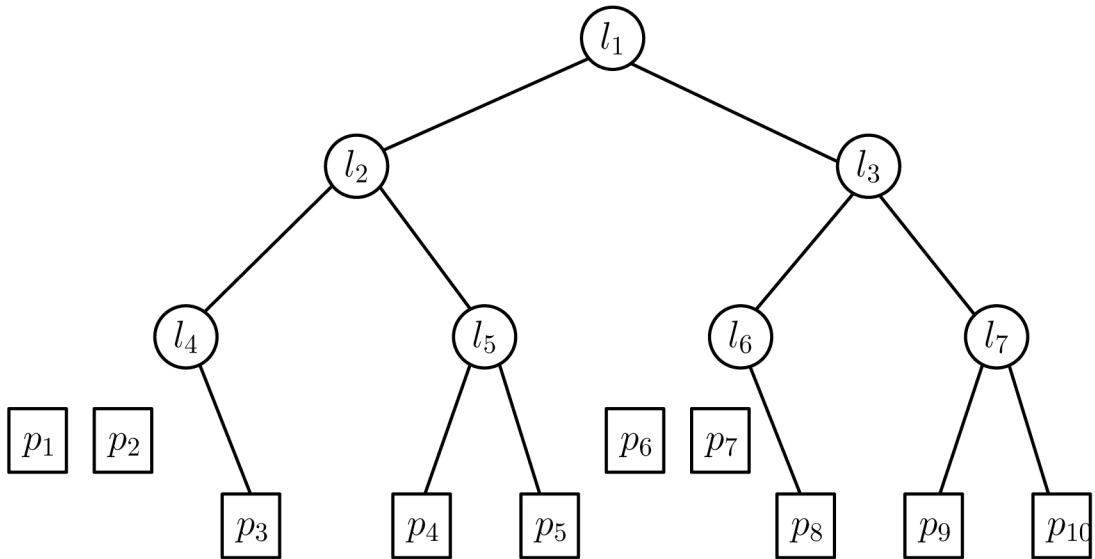 l₁
l₂ l₃
l₄ l₅ l₆ l₇
p₁ p₂ p₆ p₇
p₃ p₄ p₅ p₈ p₉ p₁₀